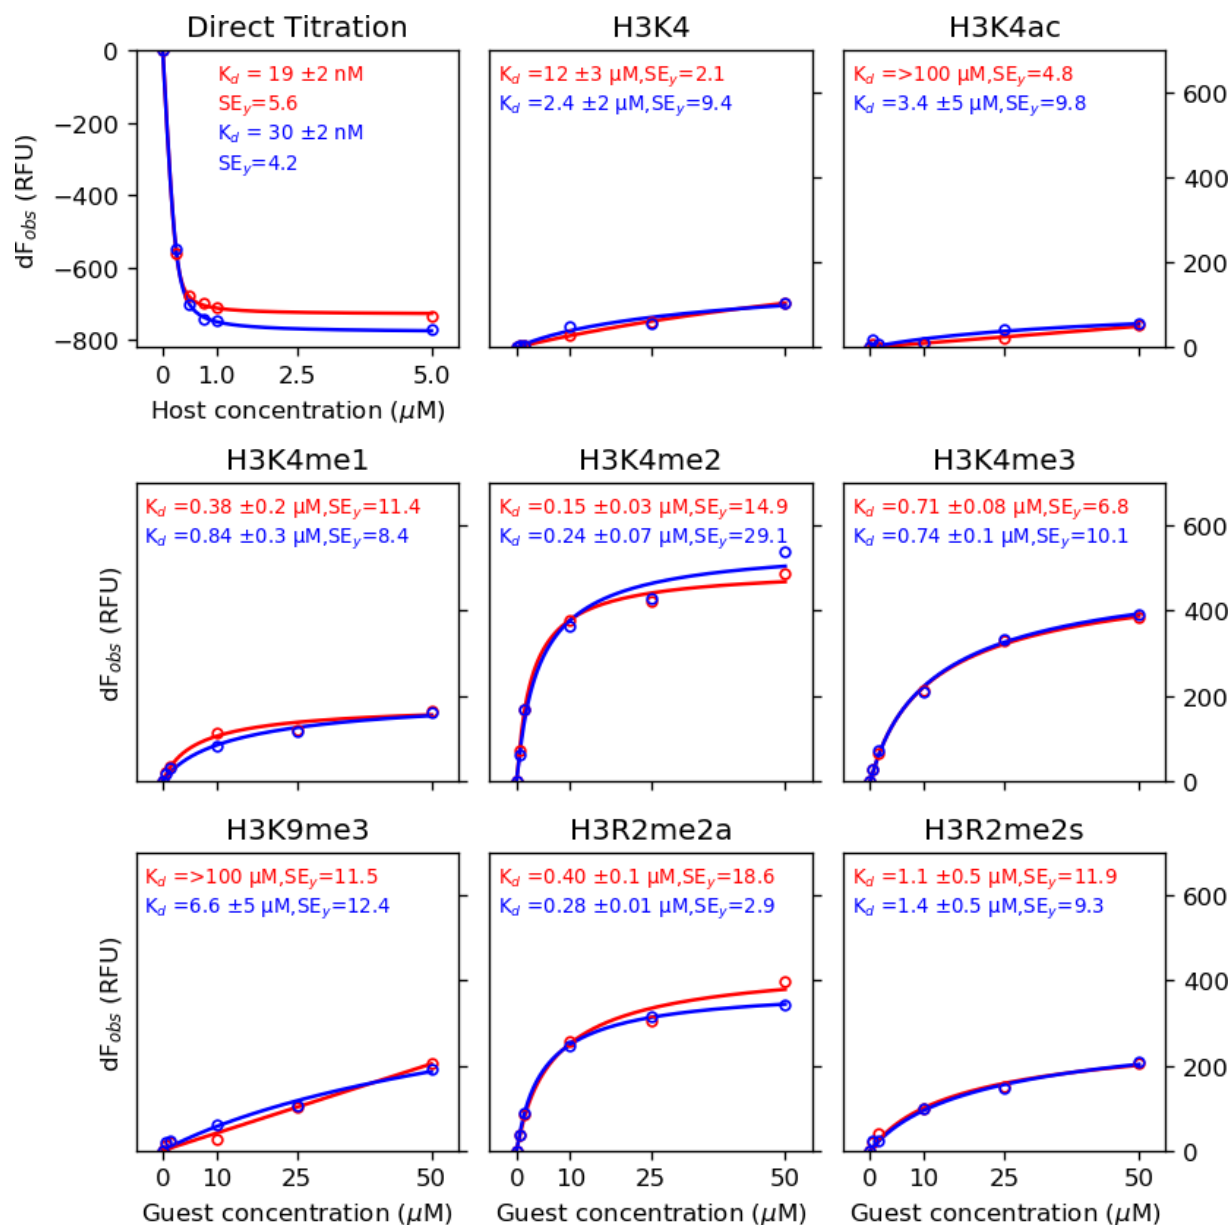 Direct Titration
H3K4
H3K4ac
K_d = 19 ±2 nM
SE_y=5.6
K_d = 30 ±2 nM
SE_y=4.2
K_d =12 ±3 μM,SE_y=2.1
K_d =2.4 ±2 μM,SE_y=9.4
K_d =>100 μM,SE_y=4.8
K_d =3.4 ±5 μM,SE_y=9.8
0
−200
−400
−600
−800
dF_obs (RFU)
600
400
200
0
0 1.0 2.5 5.0
Host concentration (μM)
H3K4me1
H3K4me2
H3K4me3
K_d =0.38 ±0.2 μM,SE_y=11.4
K_d =0.84 ±0.3 μM,SE_y=8.4
K_d =0.15 ±0.03 μM,SE_y=14.9
K_d =0.24 ±0.07 μM,SE_y=29.1
K_d =0.71 ±0.08 μM,SE_y=6.8
K_d =0.74 ±0.1 μM,SE_y=10.1
dF_obs (RFU)
600
400
200
0
H3K9me3
H3R2me2a
H3R2me2s
K_d =>100 μM,SE_y=11.5
K_d =6.6 ±5 μM,SE_y=12.4
K_d =0.40 ±0.1 μM,SE_y=18.6
K_d =0.28 ±0.01 μM,SE_y=2.9
K_d =1.1 ±0.5 μM,SE_y=11.9
K_d =1.4 ±0.5 μM,SE_y=9.3
dF_obs (RFU)
600
400
200
0
0 10 25 50
0 10 25 50
0 10 25 50
Guest concentration (μM)
Guest concentration (μM)
Guest concentration (μM)